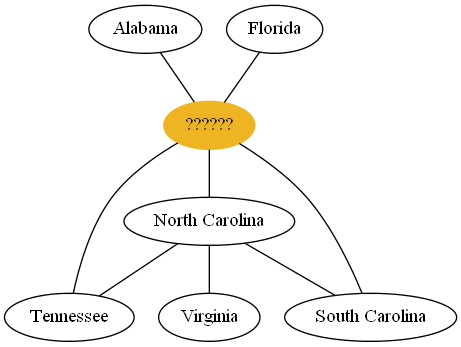 Alabama
Florida
??????
North Carolina
Tennessee
Virginia
South Carolina